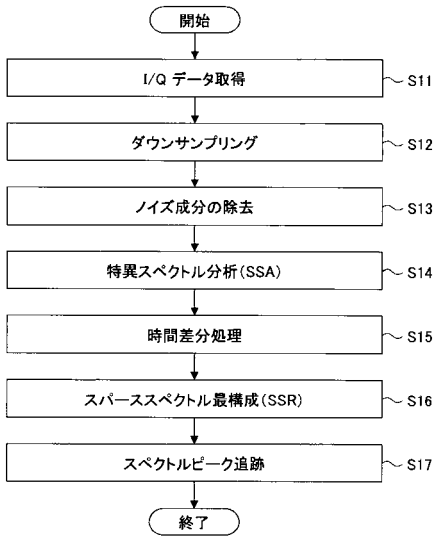 開始
I/Q データ取得
S11
ダウンサンプリング
S12
ノイズ成分の除去
S13
特異スペクトル分析(SSA)
S14
時間差分処理
S15
スパーススペクトル最構成(SSR)
S16
スペクトルピーク追跡
S17
終了